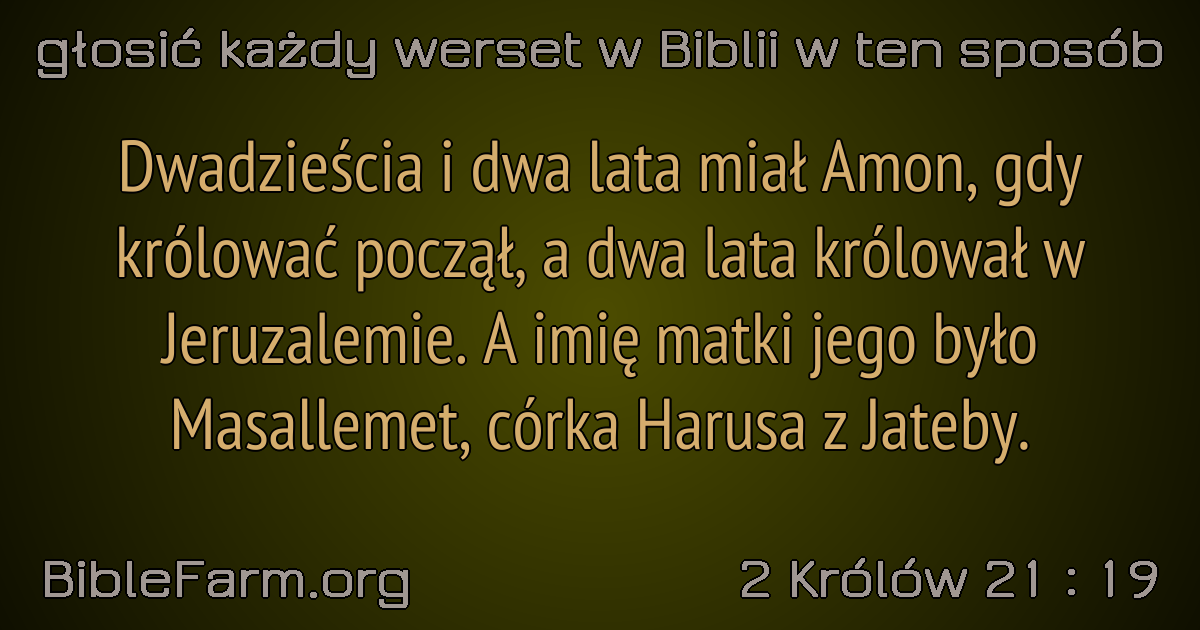 głosić każdy werset w Biblii w ten sposób
Dwadzieścia i dwa lata miał Amon, gdy
królować począł, a dwa lata królował w
Jeruzalemie. A imię matki jego było
Masallemet, córka Harusa z Jateby.
BibleFarm.org
2 Królów 21 : 19